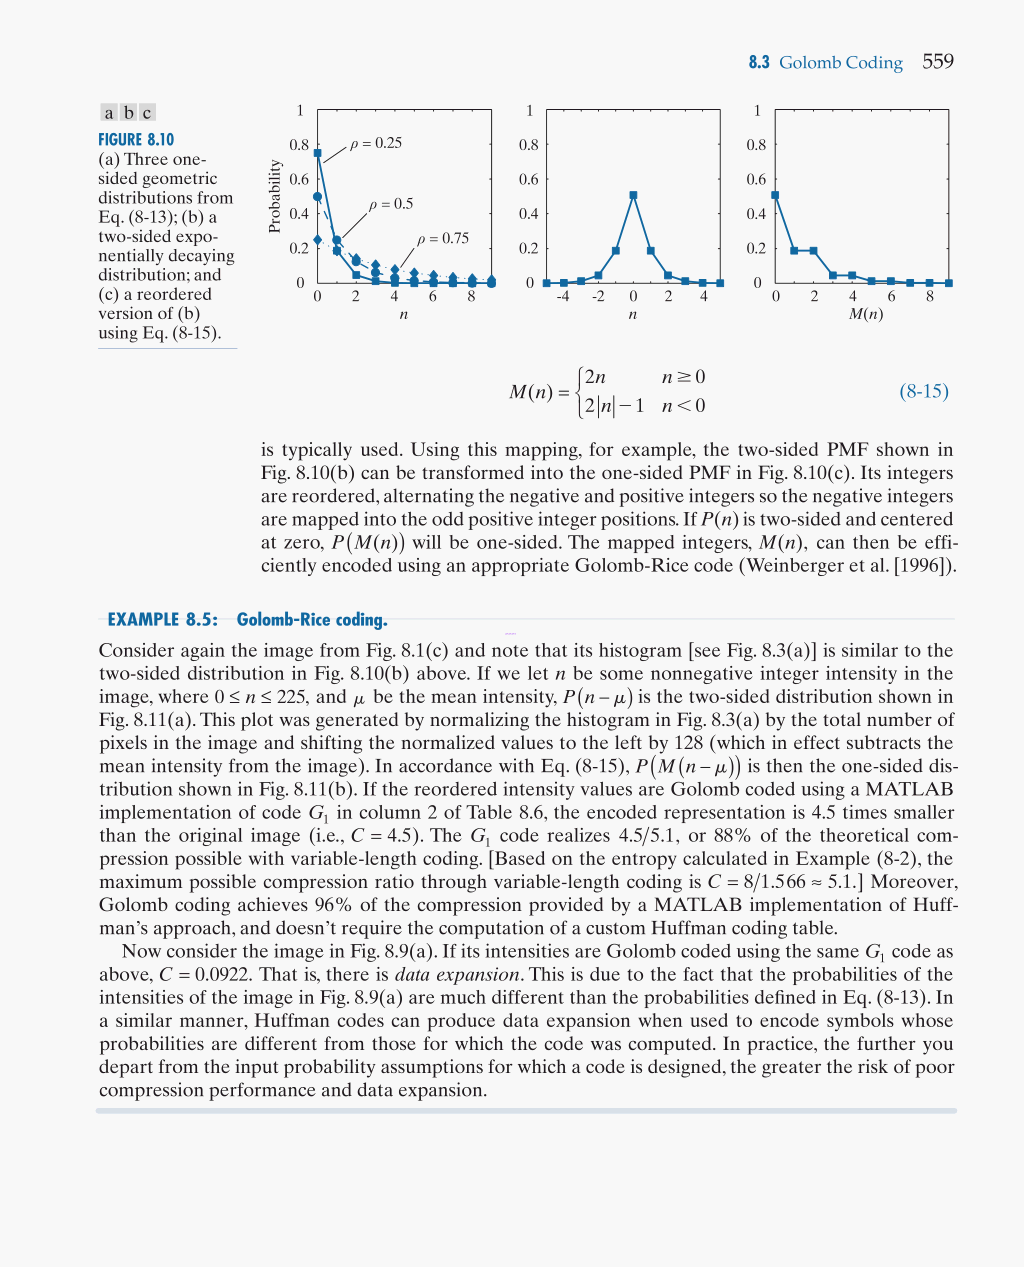 8.3 Golomb Coding 559
a b c
FIGURE 8.10
(a) Three one-
sided geometric
distributions from
Eq. (8-13); (b) a
two-sided expo-
nentially decaying
distribution; and
(c) a reordered
version of (b)
using Eq. (8-15).
Probability
1
0.8
0.6
0.4
0.2
0
ρ = 0.25
ρ = 0.5
ρ = 0.75
0 2 4 6 8
n
1
0.8
0.6
0.4
0.2
0
-4 -2 0 2 4
n
1
0.8
0.6
0.4
0.2
0
0 2 4 6 8
M(n)
M(n) = { 2n n ≥ 0
2|n| − 1 n < 0
(8-15)
is typically used. Using this mapping, for example, the two-sided PMF shown in
Fig. 8.10(b) can be transformed into the one-sided PMF in Fig. 8.10(c). Its integers
are reordered, alternating the negative and positive integers so the negative integers
are mapped into the odd positive integer positions. If P(n) is two-sided and centered
at zero, P(M(n)) will be one-sided. The mapped integers, M(n), can then be effi-
ciently encoded using an appropriate Golomb-Rice code (Weinberger et al. [1996]).
EXAMPLE 8.5: Golomb-Rice coding.
Consider again the image from Fig. 8.1(c) and note that its histogram [see Fig. 8.3(a)] is similar to the
two-sided distribution in Fig. 8.10(b) above. If we let n be some nonnegative integer intensity in the
image, where 0 ≤ n ≤ 225, and μ be the mean intensity, P(n − μ) is the two-sided distribution shown in
Fig. 8.11(a). This plot was generated by normalizing the histogram in Fig. 8.3(a) by the total number of
pixels in the image and shifting the normalized values to the left by 128 (which in effect subtracts the
mean intensity from the image). In accordance with Eq. (8-15), P(M(n − μ)) is then the one-sided dis-
tribution shown in Fig. 8.11(b). If the reordered intensity values are Golomb coded using a MATLAB
implementation of code G₁ in column 2 of Table 8.6, the encoded representation is 4.5 times smaller
than the original image (i.e., C = 4.5). The G₁ code realizes 4.5/5.1, or 88% of the theoretical com-
pression possible with variable-length coding. [Based on the entropy calculated in Example (8-2), the
maximum possible compression ratio through variable-length coding is C = 8/1.566 ≈ 5.1.] Moreover,
Golomb coding achieves 96% of the compression provided by a MATLAB implementation of Huff-
man's approach, and doesn't require the computation of a custom Huffman coding table.
Now consider the image in Fig. 8.9(a). If its intensities are Golomb coded using the same G₁ code as
above, C = 0.0922. That is, there is data expansion. This is due to the fact that the probabilities of the
intensities of the image in Fig. 8.9(a) are much different than the probabilities defined in Eq. (8-13). In
a similar manner, Huffman codes can produce data expansion when used to encode symbols whose
probabilities are different from those for which the code was computed. In practice, the further you
depart from the input probability assumptions for which a code is designed, the greater the risk of poor
compression performance and data expansion.